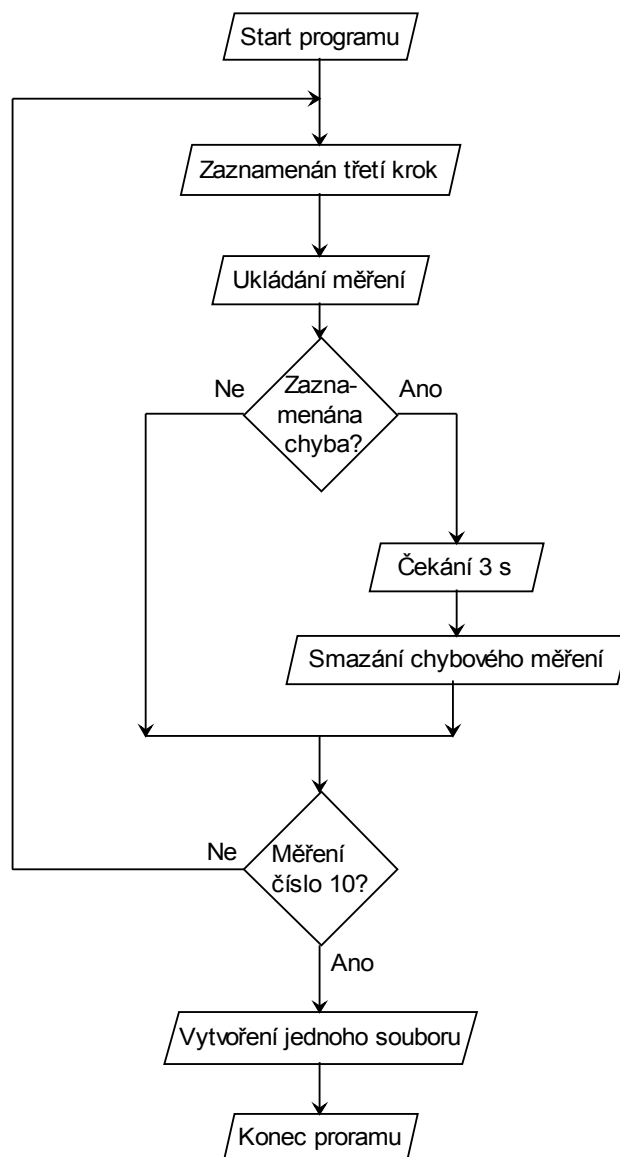 Start programu
Zaznamenán třetí krok
Ukládání měření
Ne
Zazna-
menána
chyba?
Ano
Čekání 3 s
Smazání chybového měření
Ne
Měření
číslo 10?
Ano
Vytvoření jednoho souboru
Konec proramu